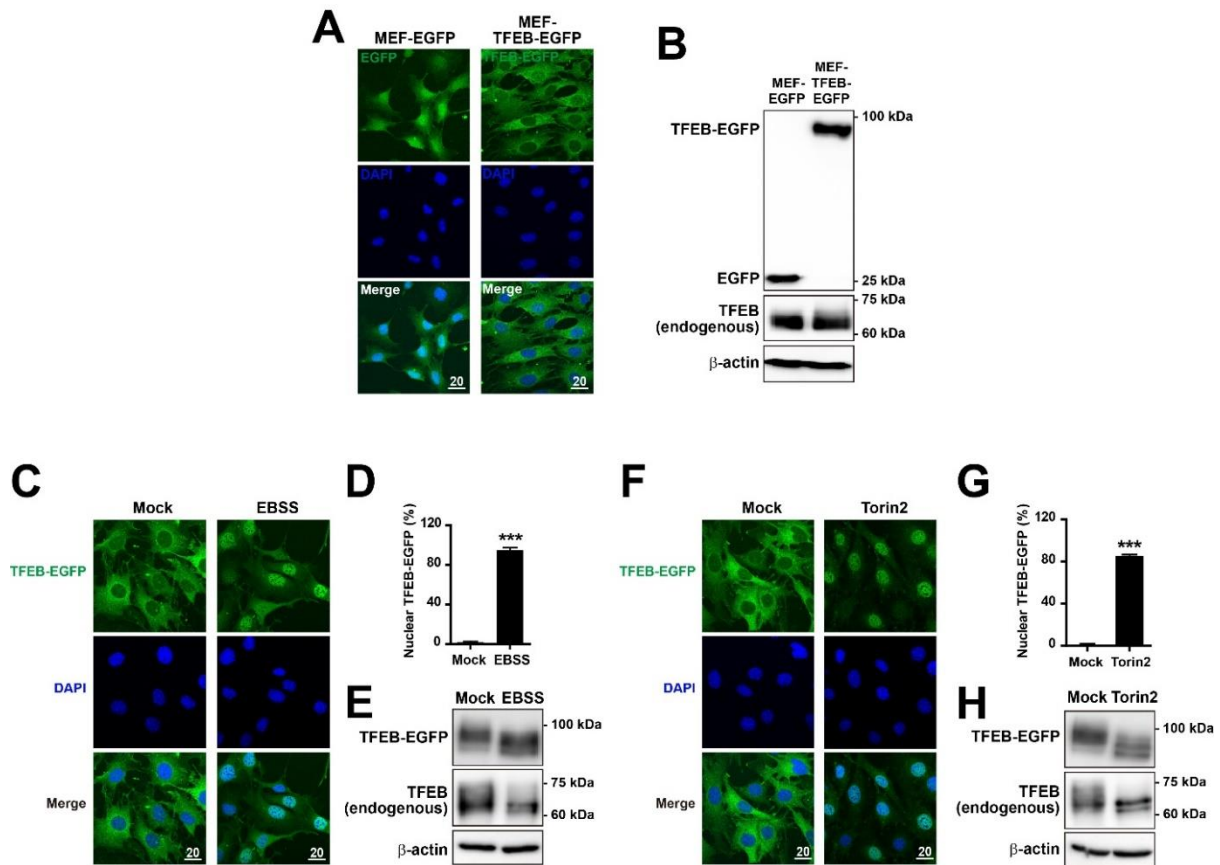 A
MEF-EGFP
MEF-
TFEB-EGFP
EGFP
TFEB-EGFP
DAPI
DAPI
Merge
Merge
20
20
B
MEF-
EGFP
MEF-
TFEB-
EGFP
TFEB-EGFP
100 kDa
EGFP
25 kDa
TFEB
(endogenous)
75 kDa
60 kDa
β-actin
C
Mock
EBSS
TFEB-EGFP
DAPI
Merge
20
20
D
Nuclear TFEB-EGFP (%)
120
80
40
0
***
Mock
EBSS
E
Mock EBSS
TFEB-EGFP
100 kDa
TFEB
(endogenous)
75 kDa
60 kDa
β-actin
F
Mock
Torin2
TFEB-EGFP
DAPI
Merge
20
20
G
Nuclear TFEB-EGFP (%)
120
80
40
0
***
Mock
Torin2
H
Mock Torin2
TFEB-EGFP
100 kDa
TFEB
(endogenous)
75 kDa
60 kDa
β-actin